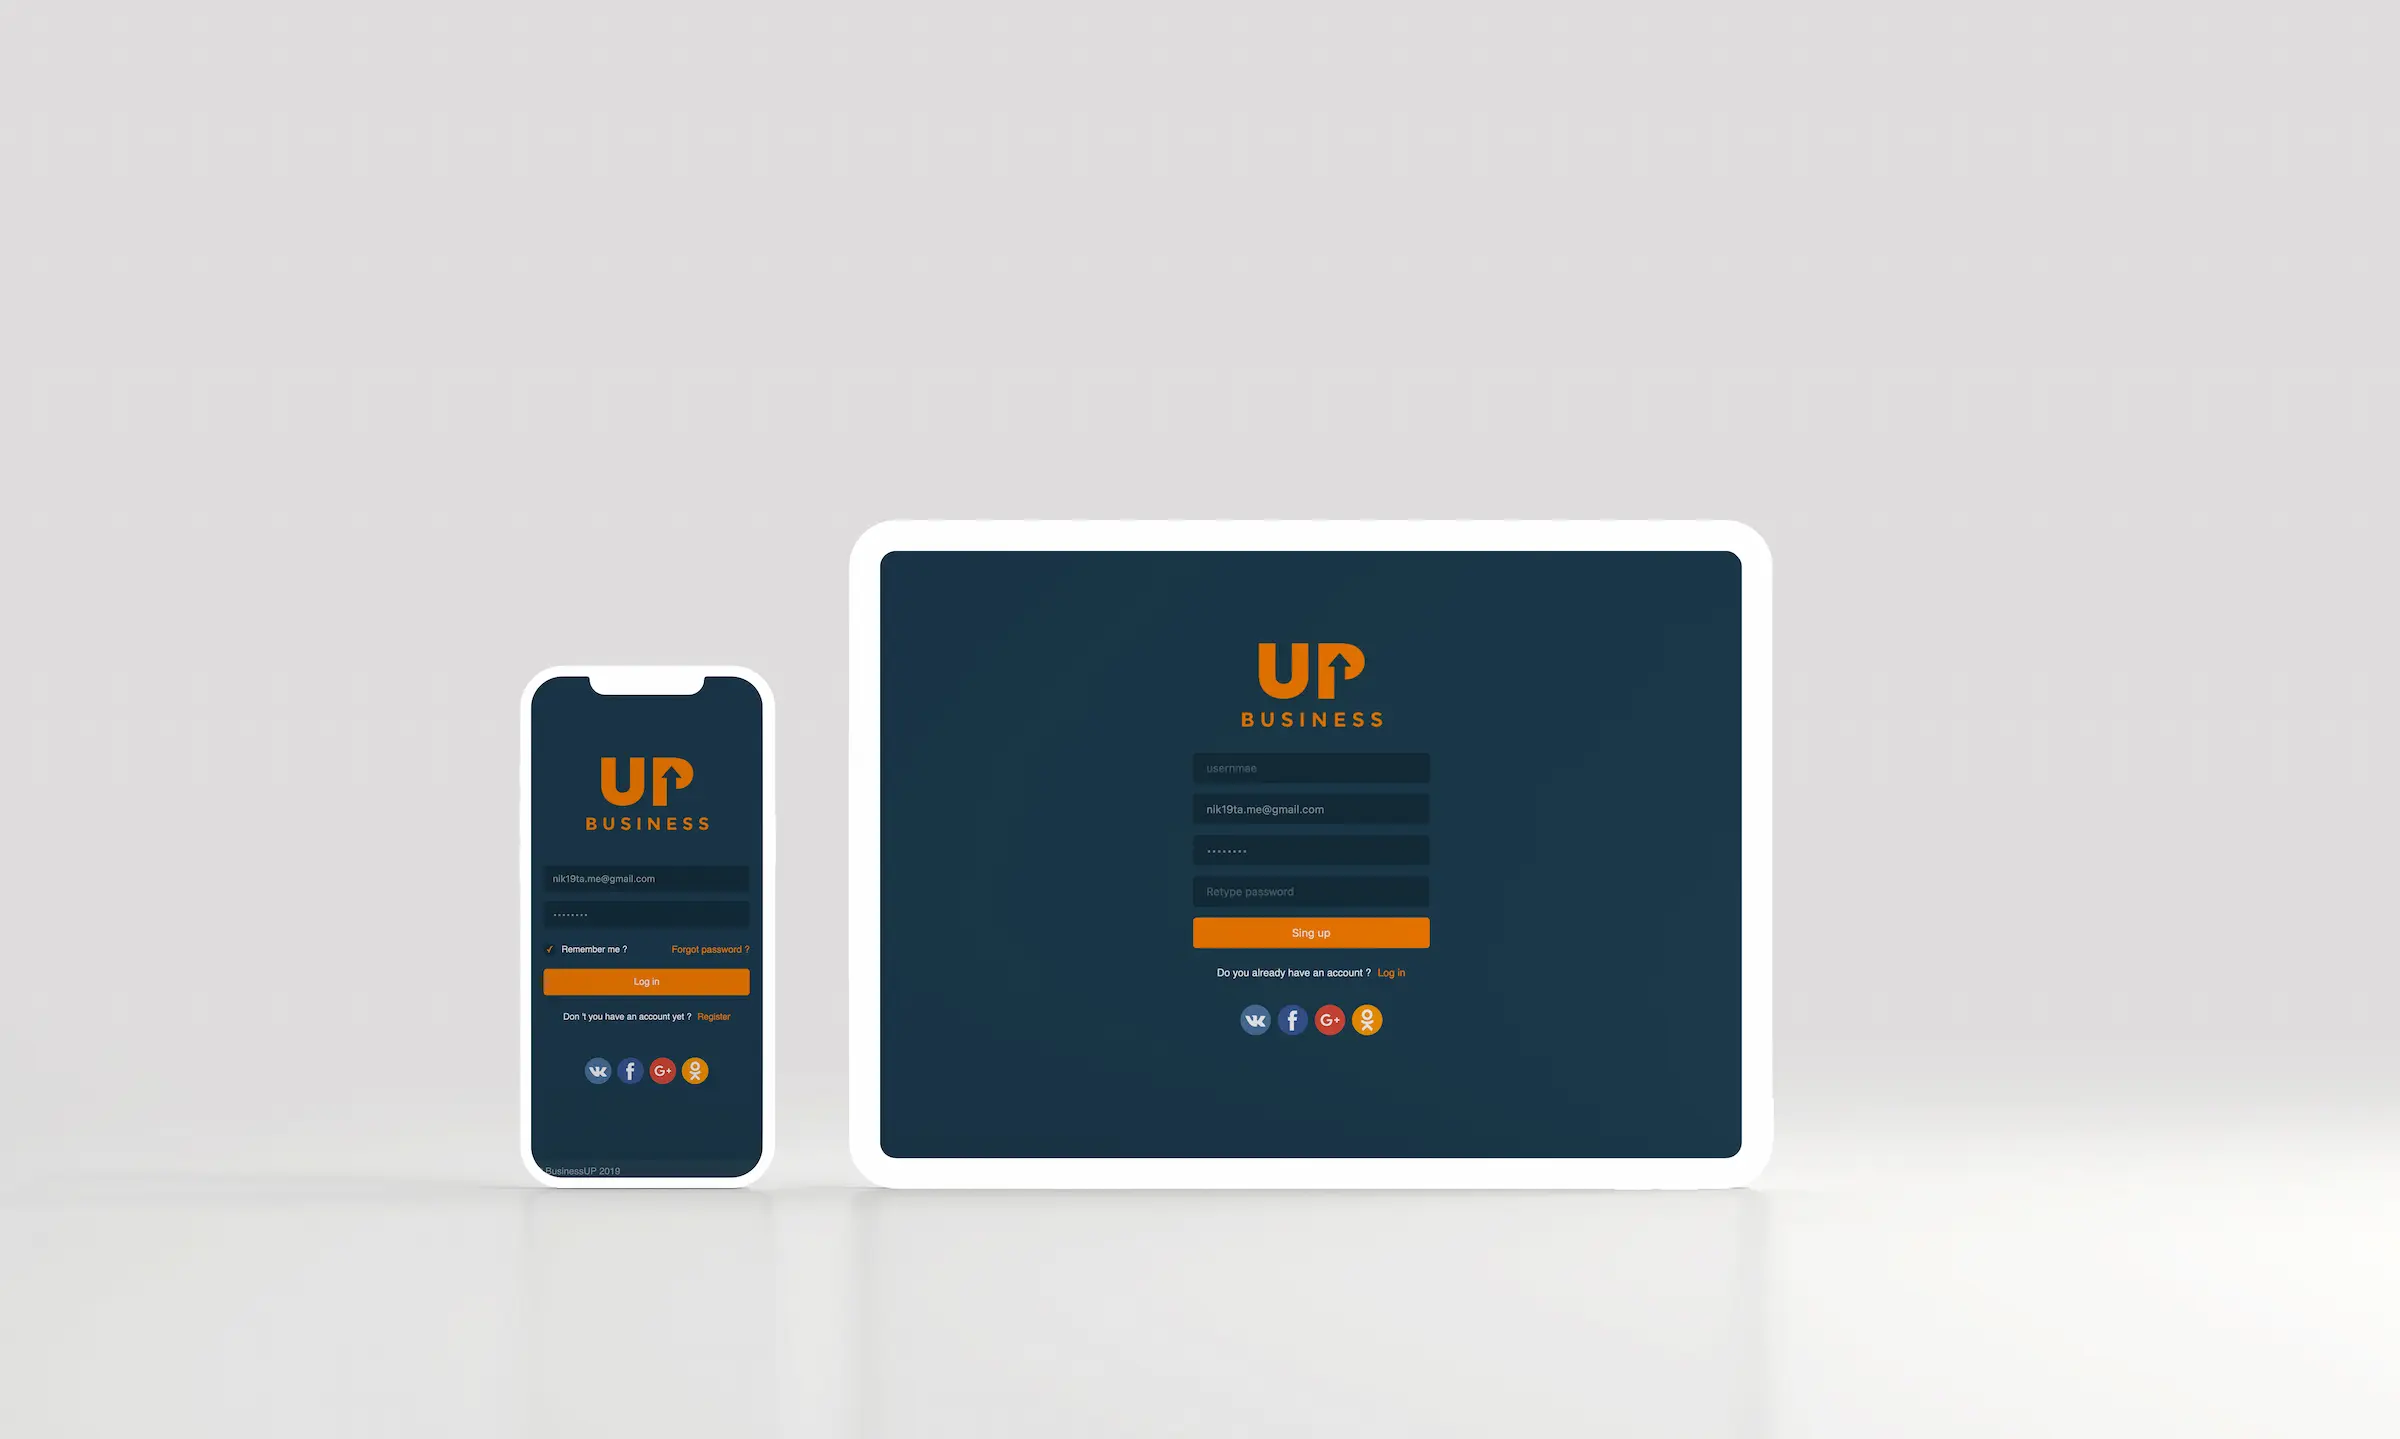 UP
BUSINESS
nik19ta.me@gmail.com
••••••••
✓ Remember me ? Forgot password ?
Log in
Don 't you have an account yet ? Register
BusinessUP 2019
UP
BUSINESS
usernmae
nik19ta.me@gmail.com
••••••••
Retype password
Sing up
Do you already have an account ? Log in
G+